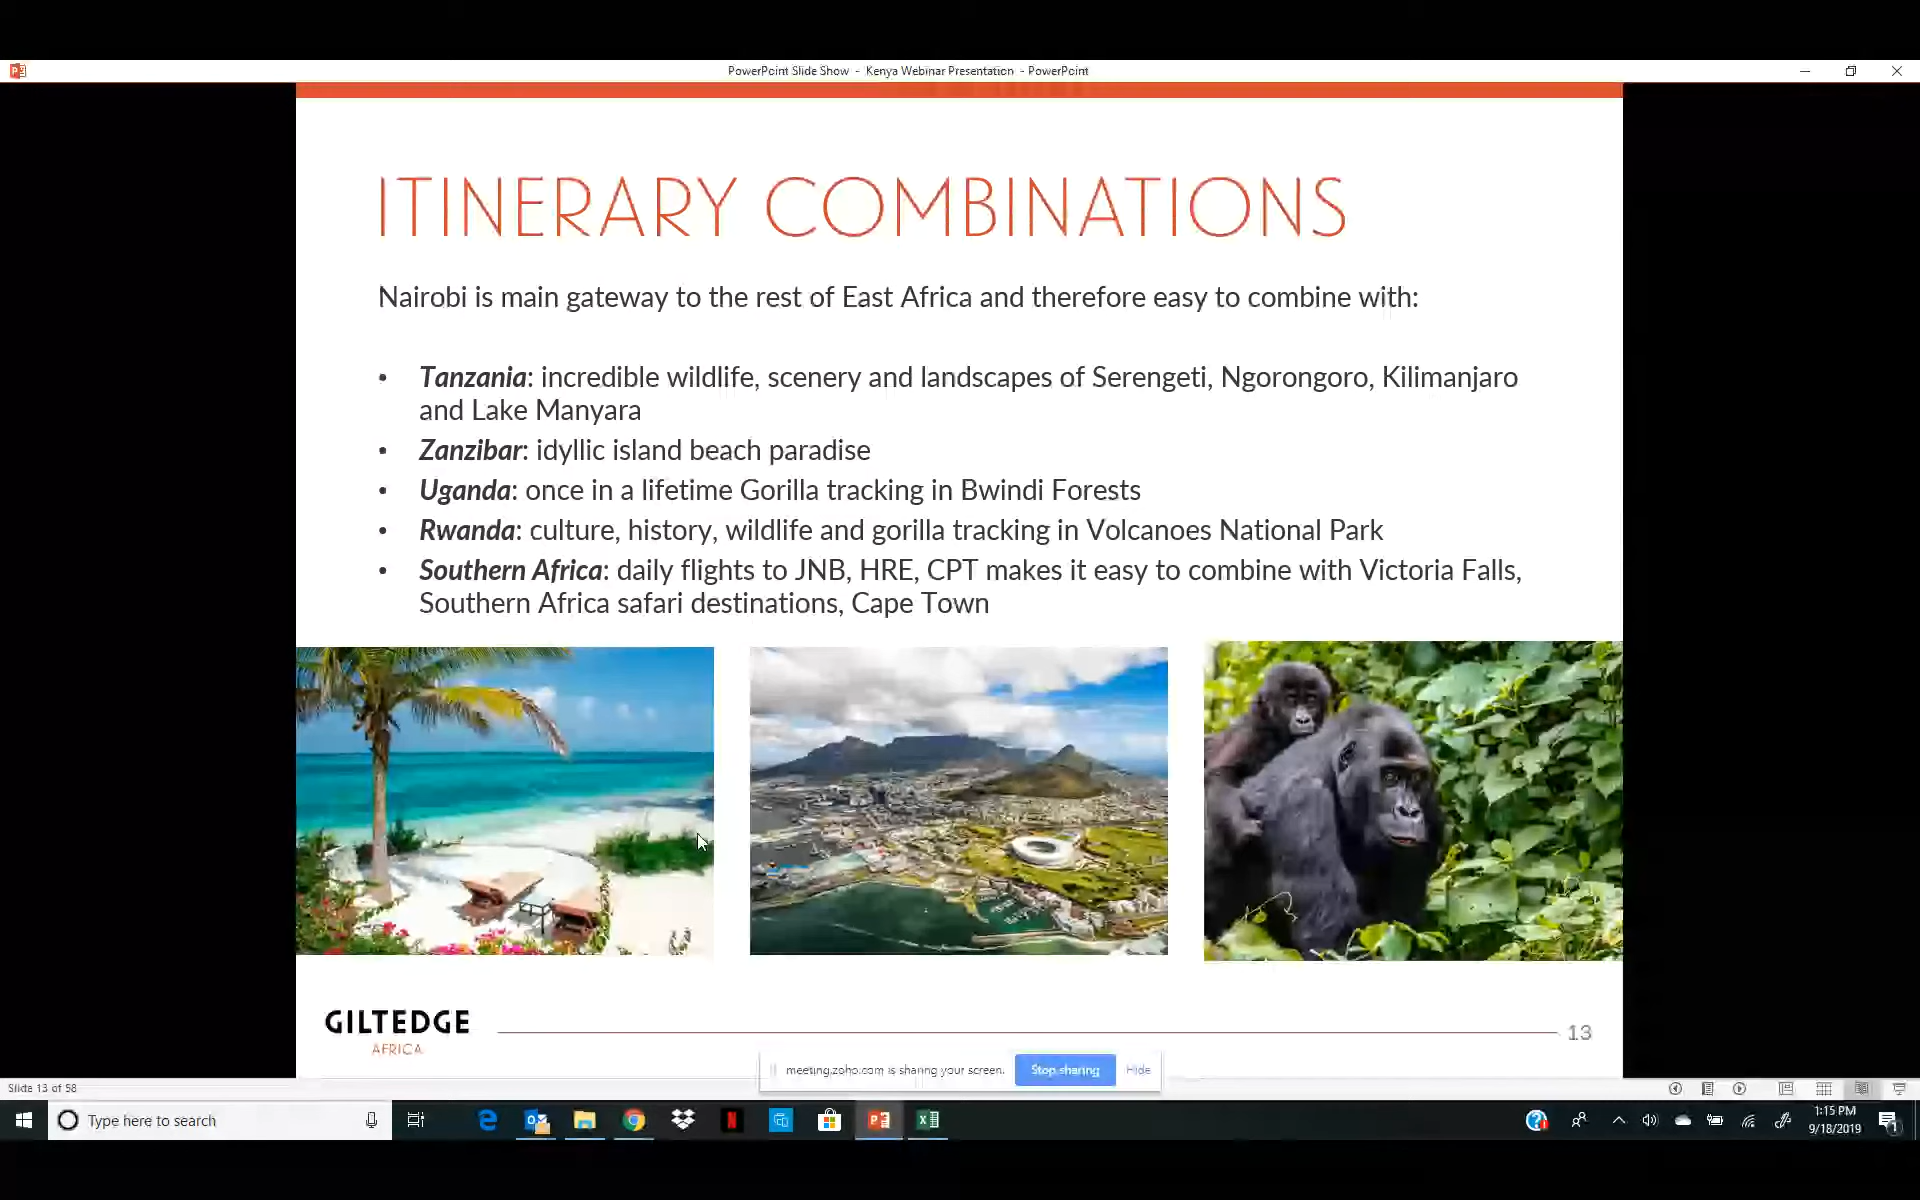 PowerPoint Slide Show - Kenya Webinar Presentation - PowerPoint
ITINERARY COMBINATIONS
Nairobi is main gateway to the rest of East Africa and therefore easy to combine with:
• Tanzania: incredible wildlife, scenery and landscapes of Serengeti, Ngorongoro, Kilimanjaro
and Lake Manyara
• Zanzibar: idyllic island beach paradise
• Uganda: once in a lifetime Gorilla tracking in Bwindi Forests
• Rwanda: culture, history, wildlife and gorilla tracking in Volcanoes National Park
• Southern Africa: daily flights to JNB, HRE, CPT makes it easy to combine with Victoria Falls,
Southern Africa safari destinations, Cape Town
GILTEDGE
AFRICA
13
meeting.zoho.com is sharing your screen.
Stop sharing
Hide
Slide 13 of 58
Type here to search
1:15 PM
9/18/2019